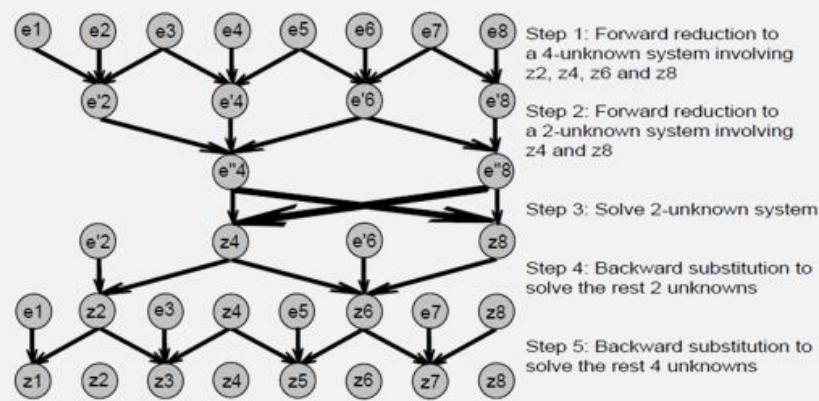 e1 e2 e3 e4 e5 e6 e7 e8
Step 1: Forward reduction to
a 4-unknown system involving
z2, z4, z6 and z8
e'2 e'4 e'6 e'8
Step 2: Forward reduction to
a 2-unknown system involving
z4 and z8
e"4 e"8
Step 3: Solve 2-unknown system
e'2 z4 e'6 z8
Step 4: Backward substitution to
solve the rest 2 unknowns
e1 z2 e3 z4 e5 z6 e7 z8
Step 5: Backward substitution to
solve the rest 4 unknowns
z1 z2 z3 z4 z5 z6 z7 z8